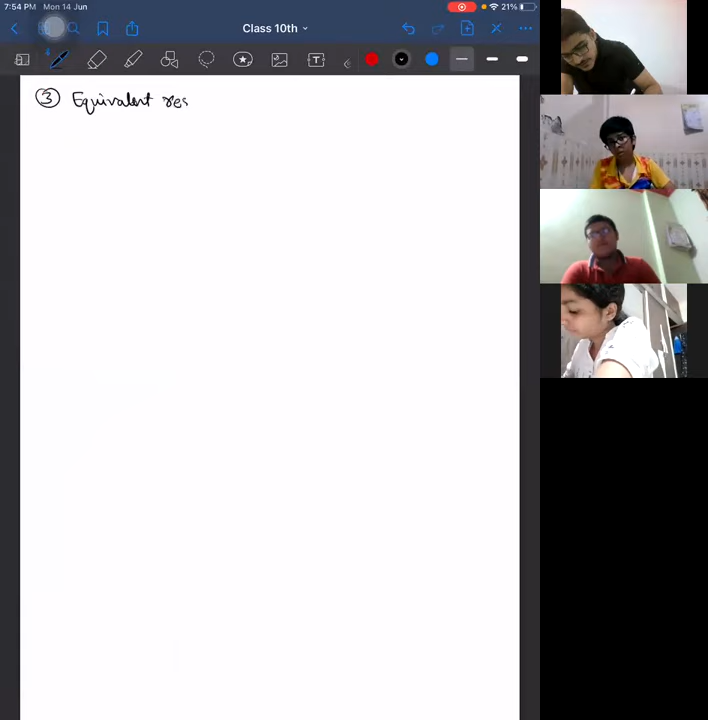 7:54 PM Mon 14 Jun
21%
Class 10th
T
③ Equivalent res